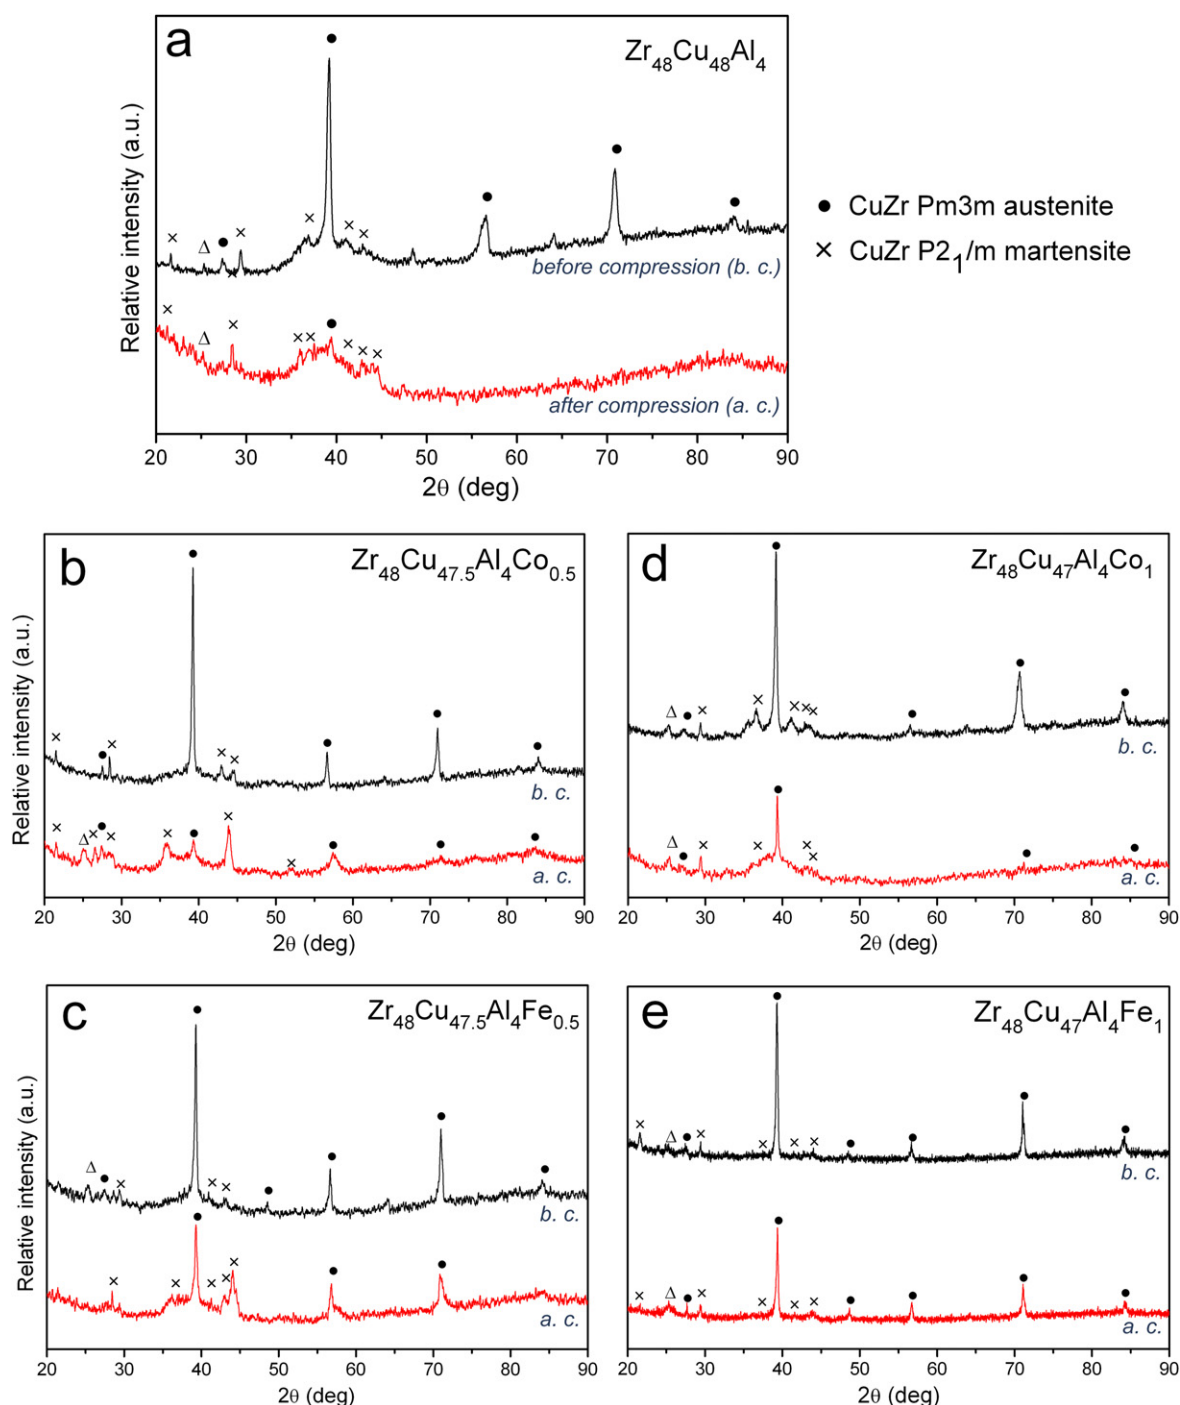 a
Zr48Cu48Al4
Relative intensity (a.u.)
before compression (b. c.)
after compression (a. c.)
20 30 40 50 60 70 80 90
2θ (deg)
● CuZr Pm3m austenite
× CuZr P21/m martensite
b
Zr48Cu47.5Al4Co0.5
Relative intensity (a.u.)
b. c.
a. c.
20 30 40 50 60 70 80 90
2θ (deg)
d
Zr48Cu47Al4Co1
b. c.
a. c.
20 30 40 50 60 70 80 90
2θ (deg)
c
Zr48Cu47.5Al4Fe0.5
Relative intensity (a.u.)
b. c.
a. c.
20 30 40 50 60 70 80 90
2θ (deg)
e
Zr48Cu47Al4Fe1
b. c.
a. c.
20 30 40 50 60 70 80 90
2θ (deg)